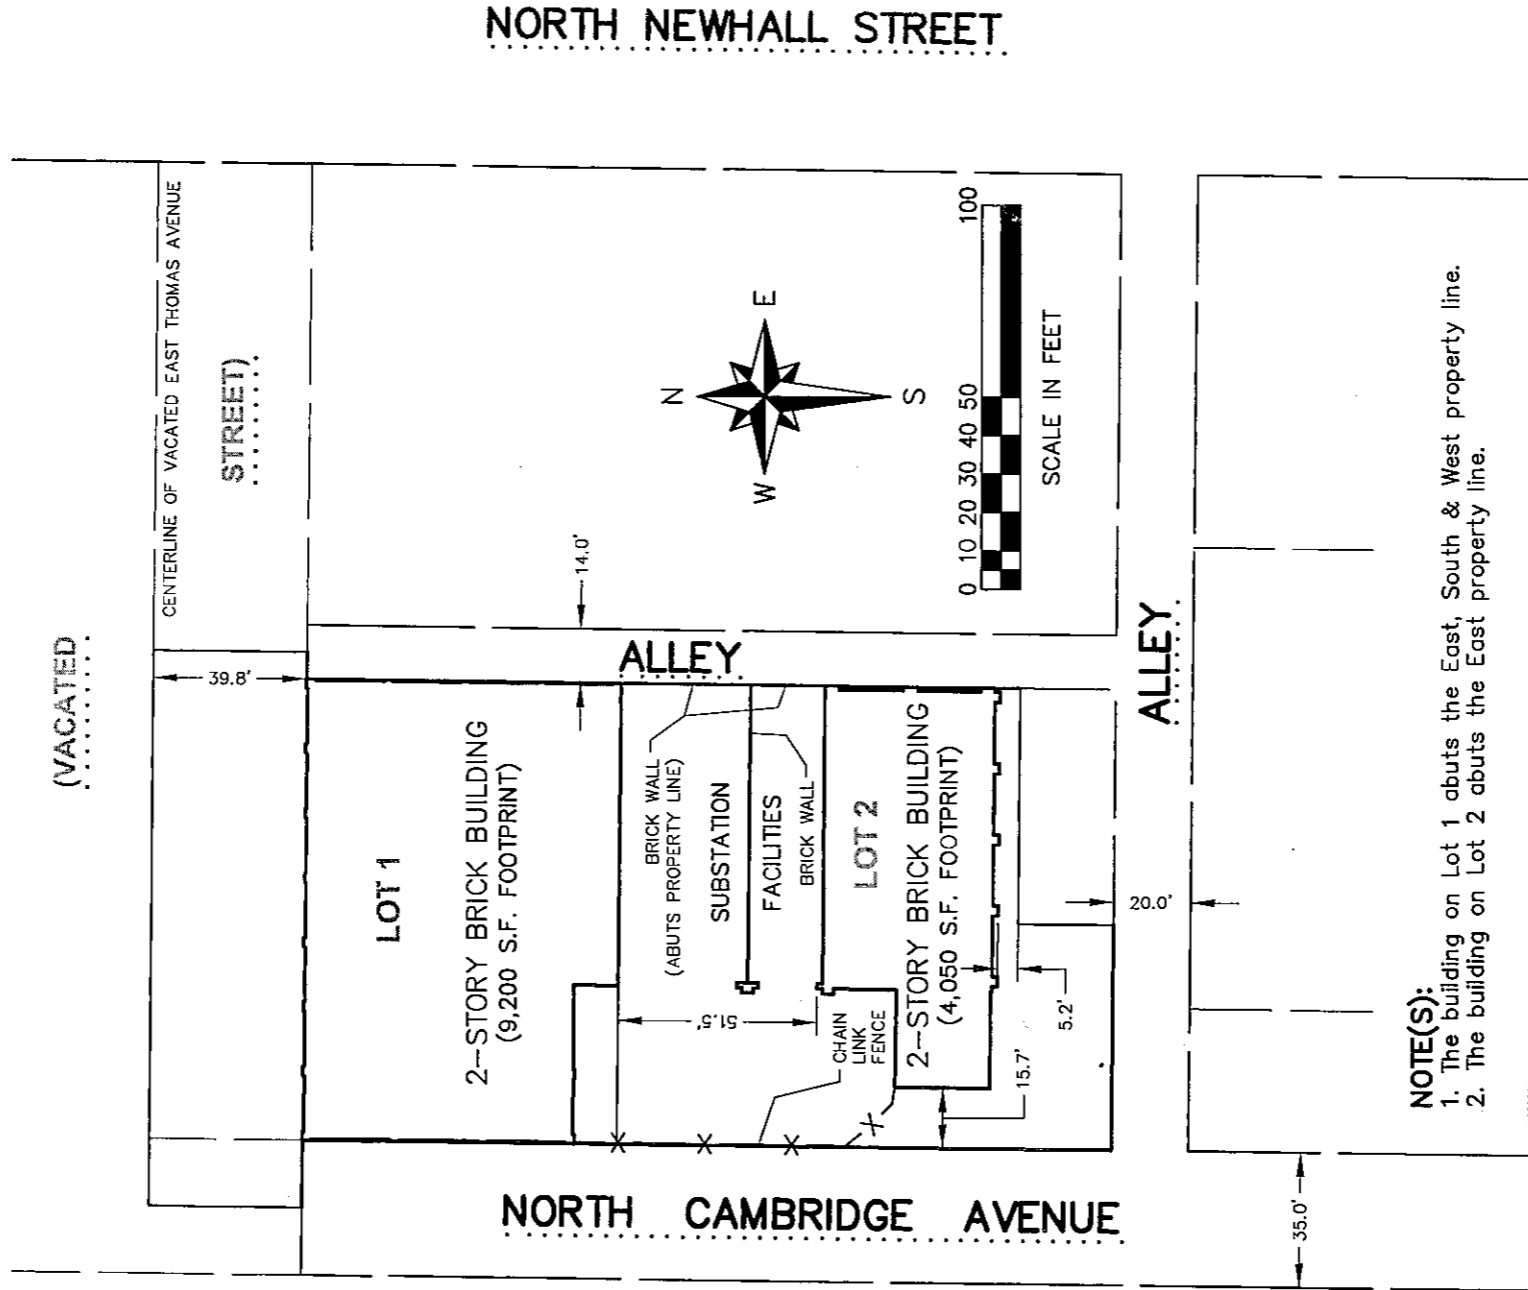 NORTH NEWHALL STREET
CENTERLINE OF VACATED EAST THOMAS AVENUE
STREET)
(VACATED
39.8'
14.0'
N
E
S
W
0 10 20 30 40 50 100
SCALE IN FEET
ALLEY
ALLEY
LOT 1
2-STORY BRICK BUILDING
(9,200 S.F. FOOTPRINT)
BRICK WALL
(ABUTS PROPERTY LINE)
SUBSTATION
FACILITIES
BRICK WALL
LOT 2
2-STORY BRICK BUILDING
(4,050 S.F. FOOTPRINT)
51.5'
CHAIN
LINK
FENCE
20.0'
5.2'
15.7'
NORTH CAMBRIDGE AVENUE
35.0'
NOTE(S):
1. The building on Lot 1 abuts the East, South & West property line.
2. The building on Lot 2 abuts the East property line.